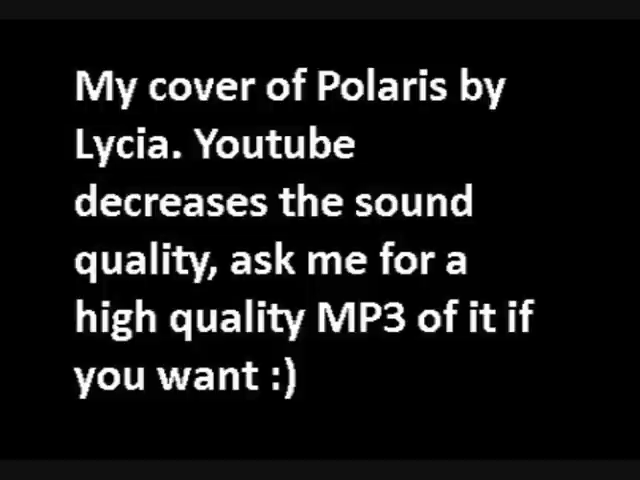 My cover of Polaris by
Lycia. Youtube
decreases the sound
quality, ask me for a
high quality MP3 of it if
you want :)